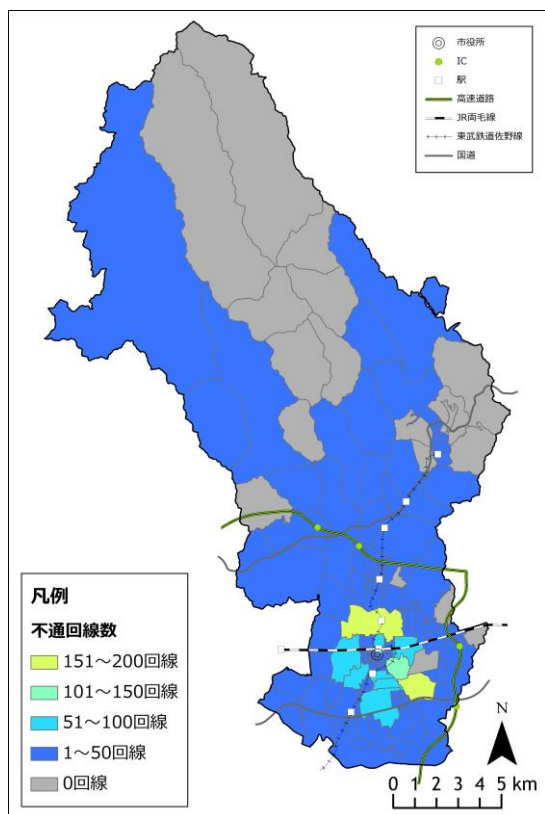 市役所
IC
駅
高速道路
JR両毛線
東武鉄道佐野線
国道
凡例
不通回線数
151～200回線
101～150回線
51～100回線
1～50回線
0回線
N
0 1 2 3 4 5 km